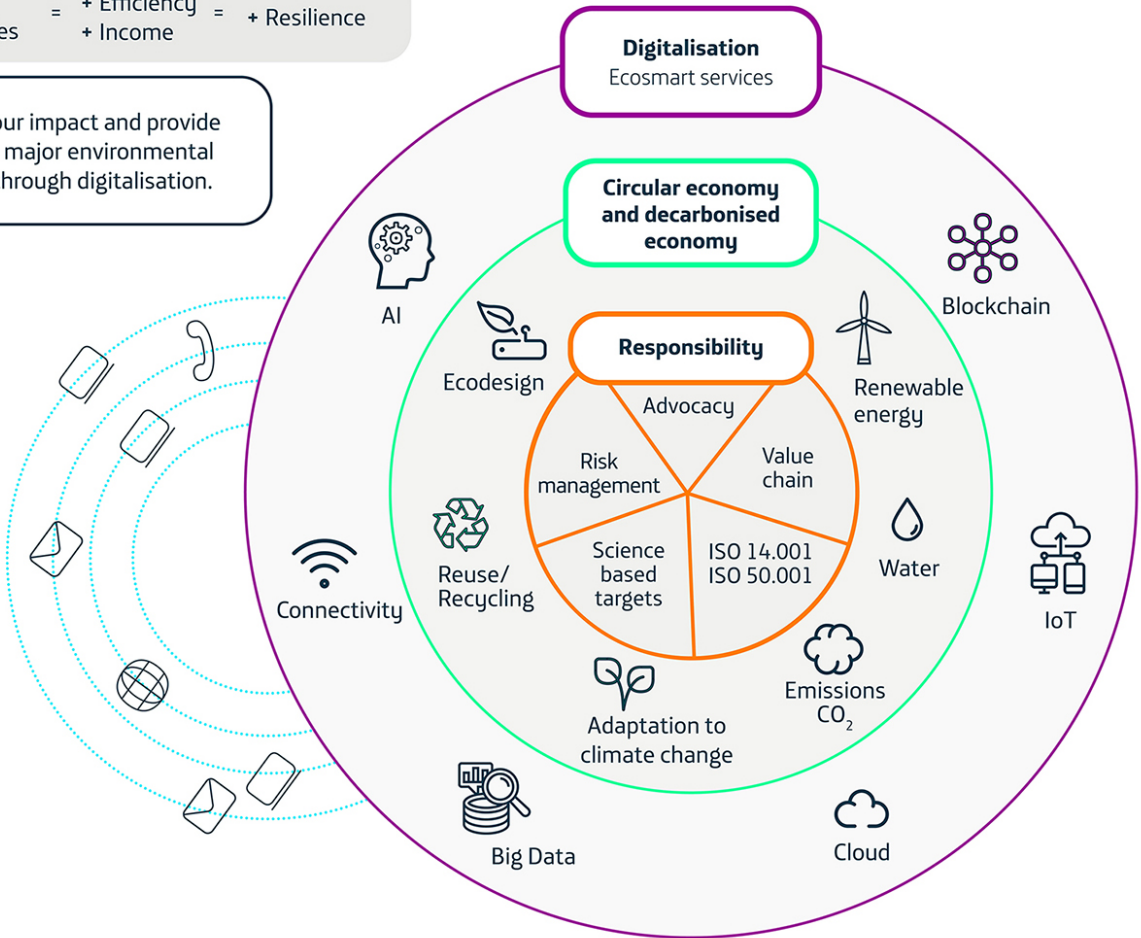 = + Efficiency = + Resilience
es + Income
our impact and provide
major environmental
through digitalisation.
Digitalisation
Ecosmart services
Circular economy
and decarbonised
economy
Responsibility
Advocacy
Value
chain
ISO 14.001
ISO 50.001
Science
based
targets
Risk
management
AI
Ecodesign
Reuse/
Recycling
Connectivity
Adaptation to
climate change
Big Data
Blockchain
Renewable
energy
Water
IoT
Emissions
CO₂
Cloud